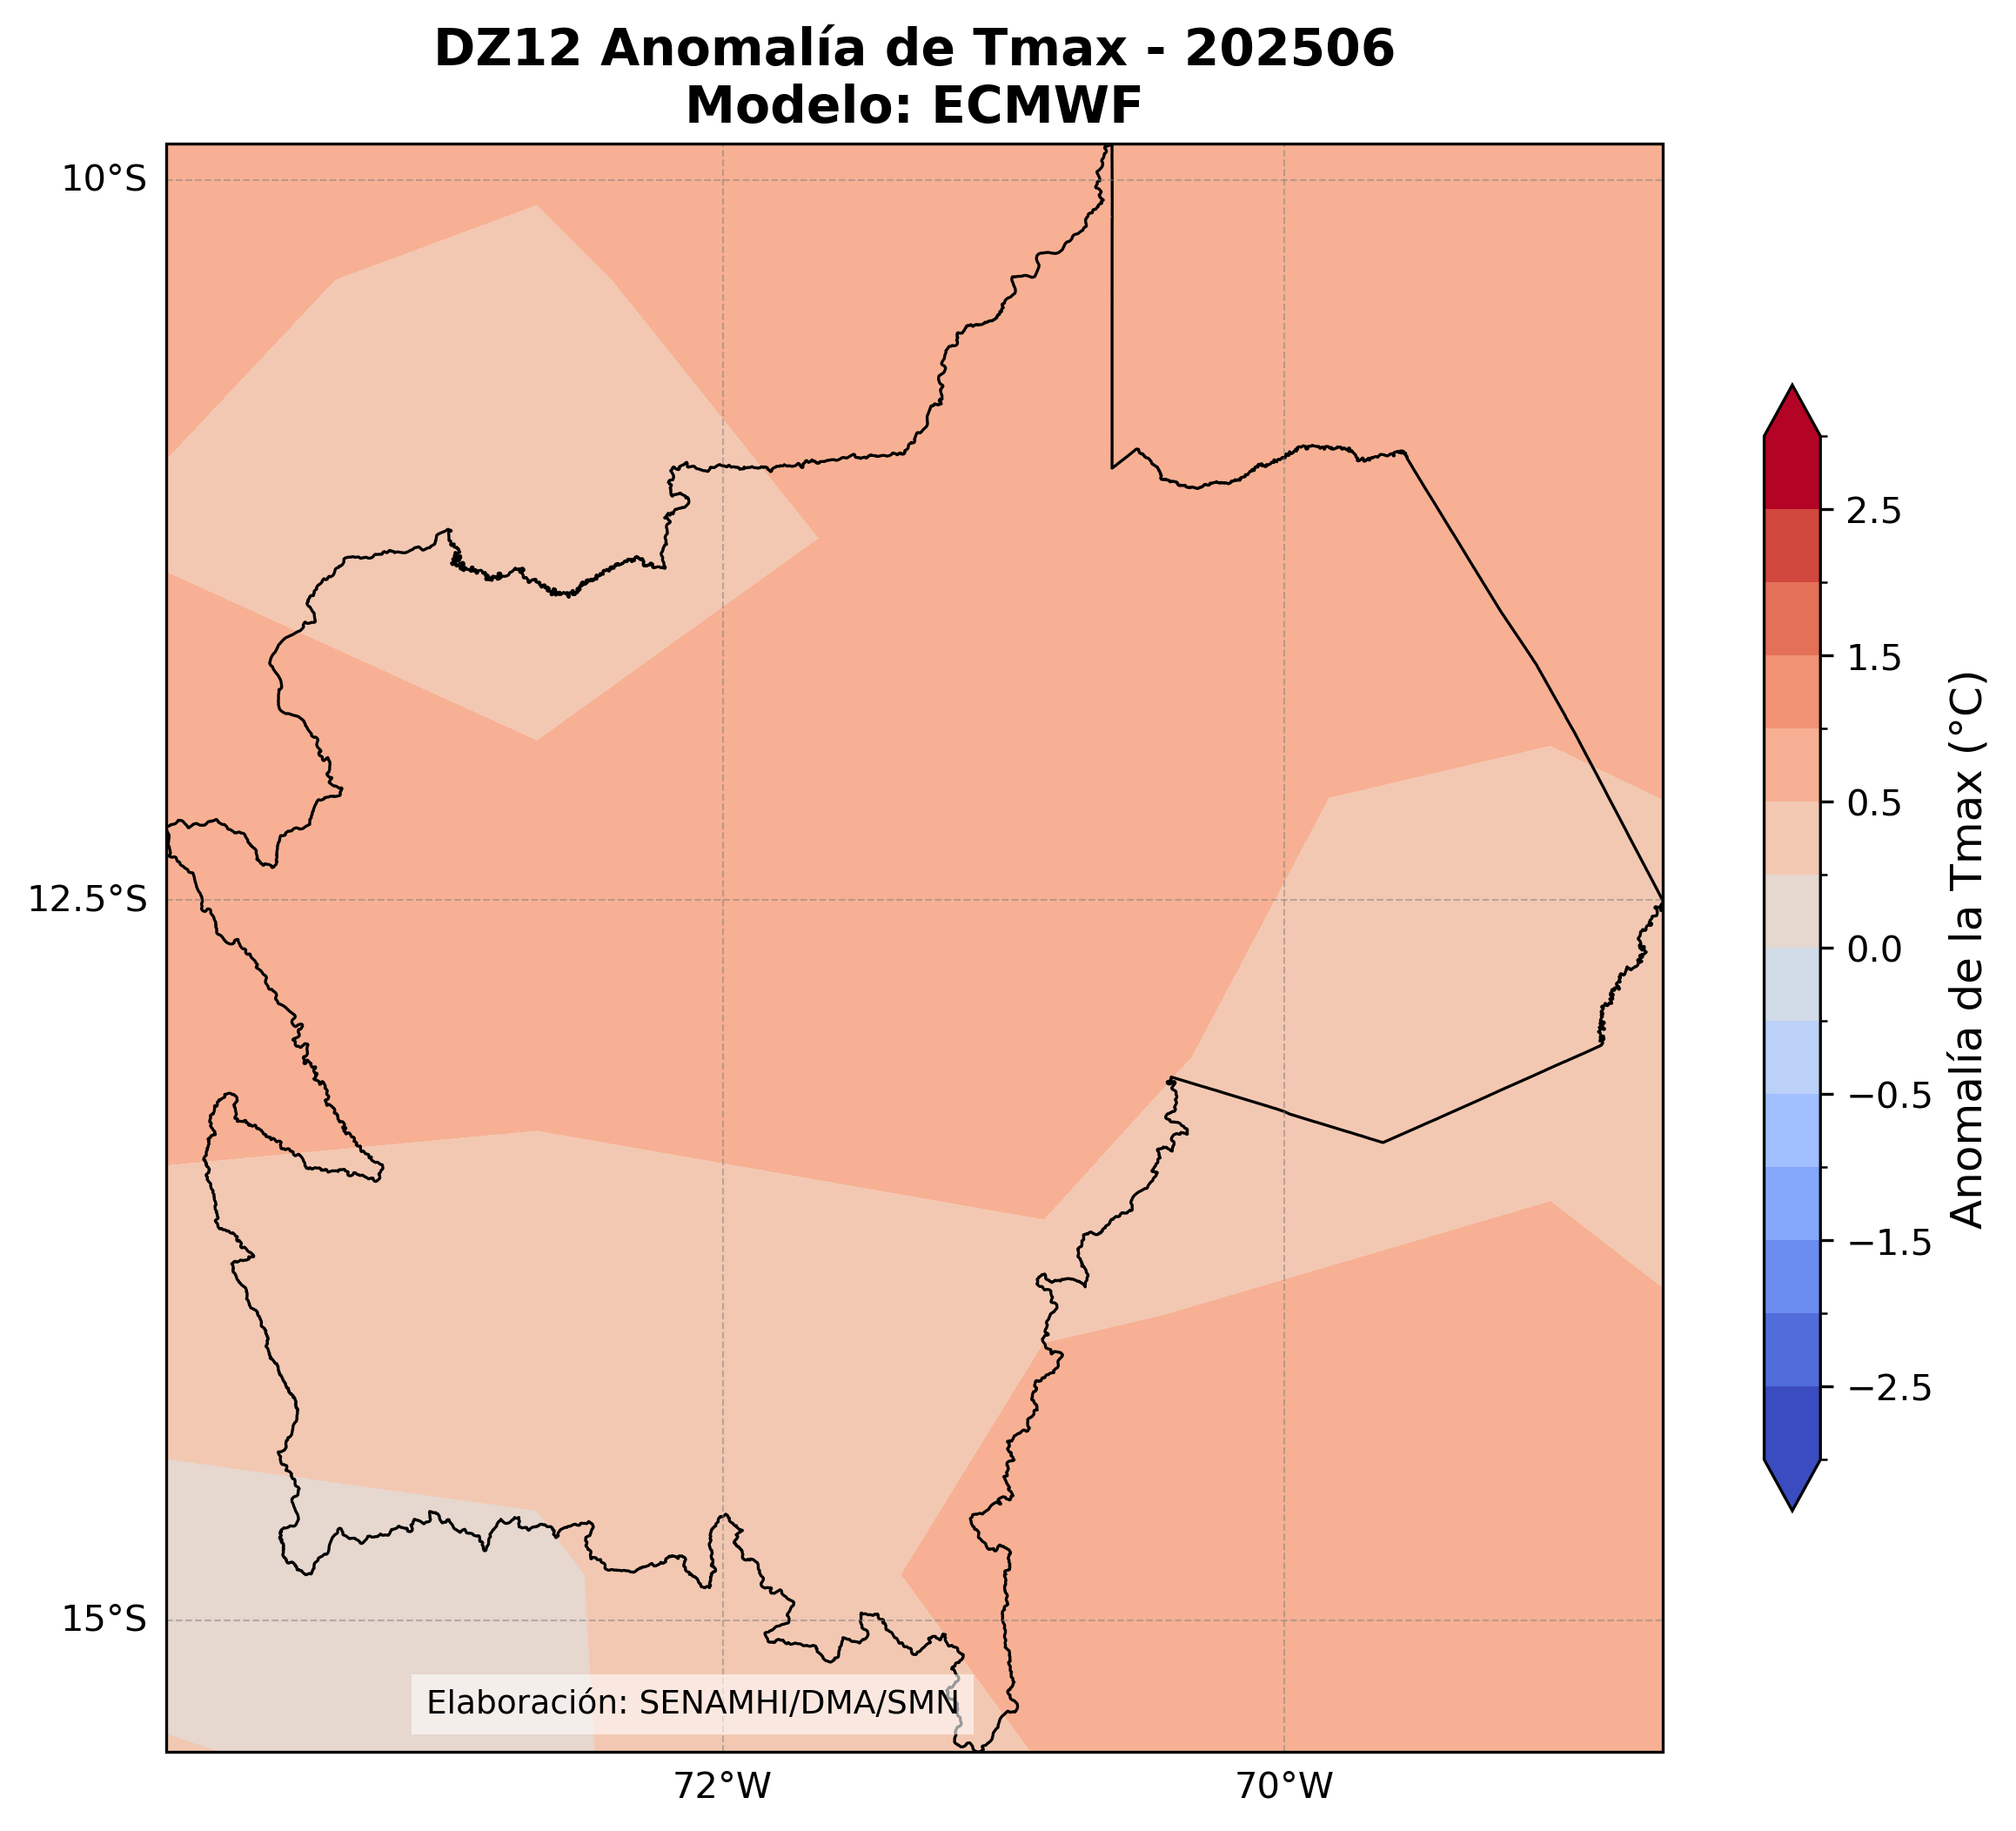 DZ12 Anomalía de Tmax - 202506
Modelo: ECMWF
10°S
12.5°S
15°S
72°W
70°W
Elaboración: SENAMHI/DMA/SMN
2.5
1.5
0.5
0.0
−0.5
−1.5
−2.5
Anomalía de la Tmax (°C)